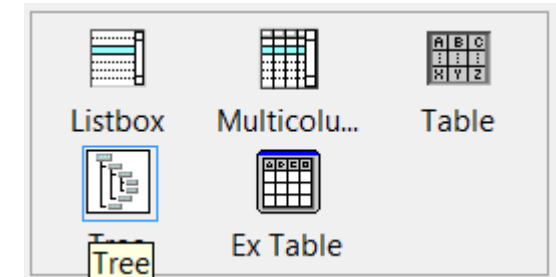 A B C
X Y Z
Listbox
Multicolu...
Table
Ex Table
Tree